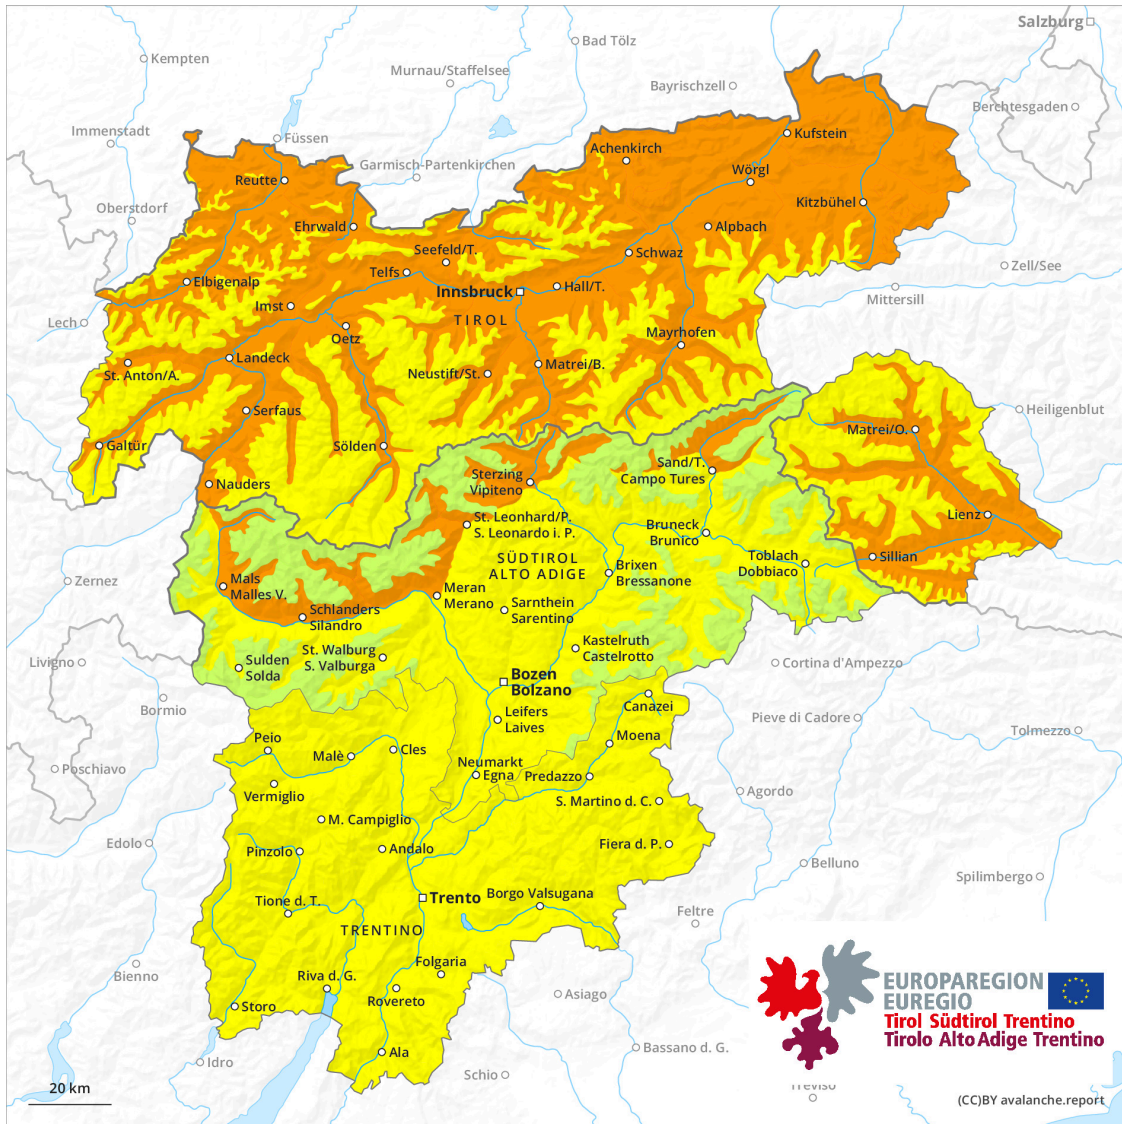 Salzburg
Bad Tölz
Kempten
Murnau/Staffelsee
Bayrischzell
Berchtesgaden
Immenstadt
Füssen
Kufstein
Achenkirch
Garmisch-Partenkirchen
Wörgl
Reutte
Oberstdorf
Kitzbühel
Ehrwald
Alpbach
Seefeld/T.
Schwaz
Telfs
Zell/See
Elbigenalp
Innsbruck
Hall/T.
Mittersill
Imst
TIROL
Lech
Oetz
Mayrhofen
Landeck
Matrei/B.
St. Anton/A.
Neustift/St.
Serfaus
Heiligenblut
Matrei/O.
Galtür
Sölden
Sterzing
Vipiteno
Sand/T.
Campo Tures
Nauders
St. Leonhard/P.
S. Leonardo i. P.
Lienz
Bruneck
Brunico
SÜDTIROL
ALTO ADIGE
Toblach
Dobbiaco
Sillian
Brixen
Bressanone
Zernez
Mals
Malles V.
Meran
Merano
Sarnthein
Sarentino
Schlanders
Silandro
Kastelruth
Castelrotto
St. Walburg
S. Valburga
Livigno
Sulden
Solda
Cortina d'Ampezzo
Bozen
Bolzano
Bormio
Canazei
Leifers
Laives
Pieve di Cadore
Tolmezzo
Peio
Moena
Malè
Cles
Poschiavo
Neumarkt
Egna
Predazzo
Vermiglio
Agordo
S. Martino d. C.
M. Campiglio
Edolo
Pinzolo
Andalo
Fiera d. P.
Belluno
Spilimbergo
Tione d. T.
Trento
Borgo Valsugana
Feltre
TRENTINO
Bienno
Folgaria
Riva d. G.
Rovereto
Asiago
Storo
EUROPAREGION
EUREGIO
Tirol Südtirol Trentino
Tirolo Alto Adige Trentino
Idro
Ala
Bassano d. G.
Schio
Treviso
20 km
(CC)BY avalanche.report